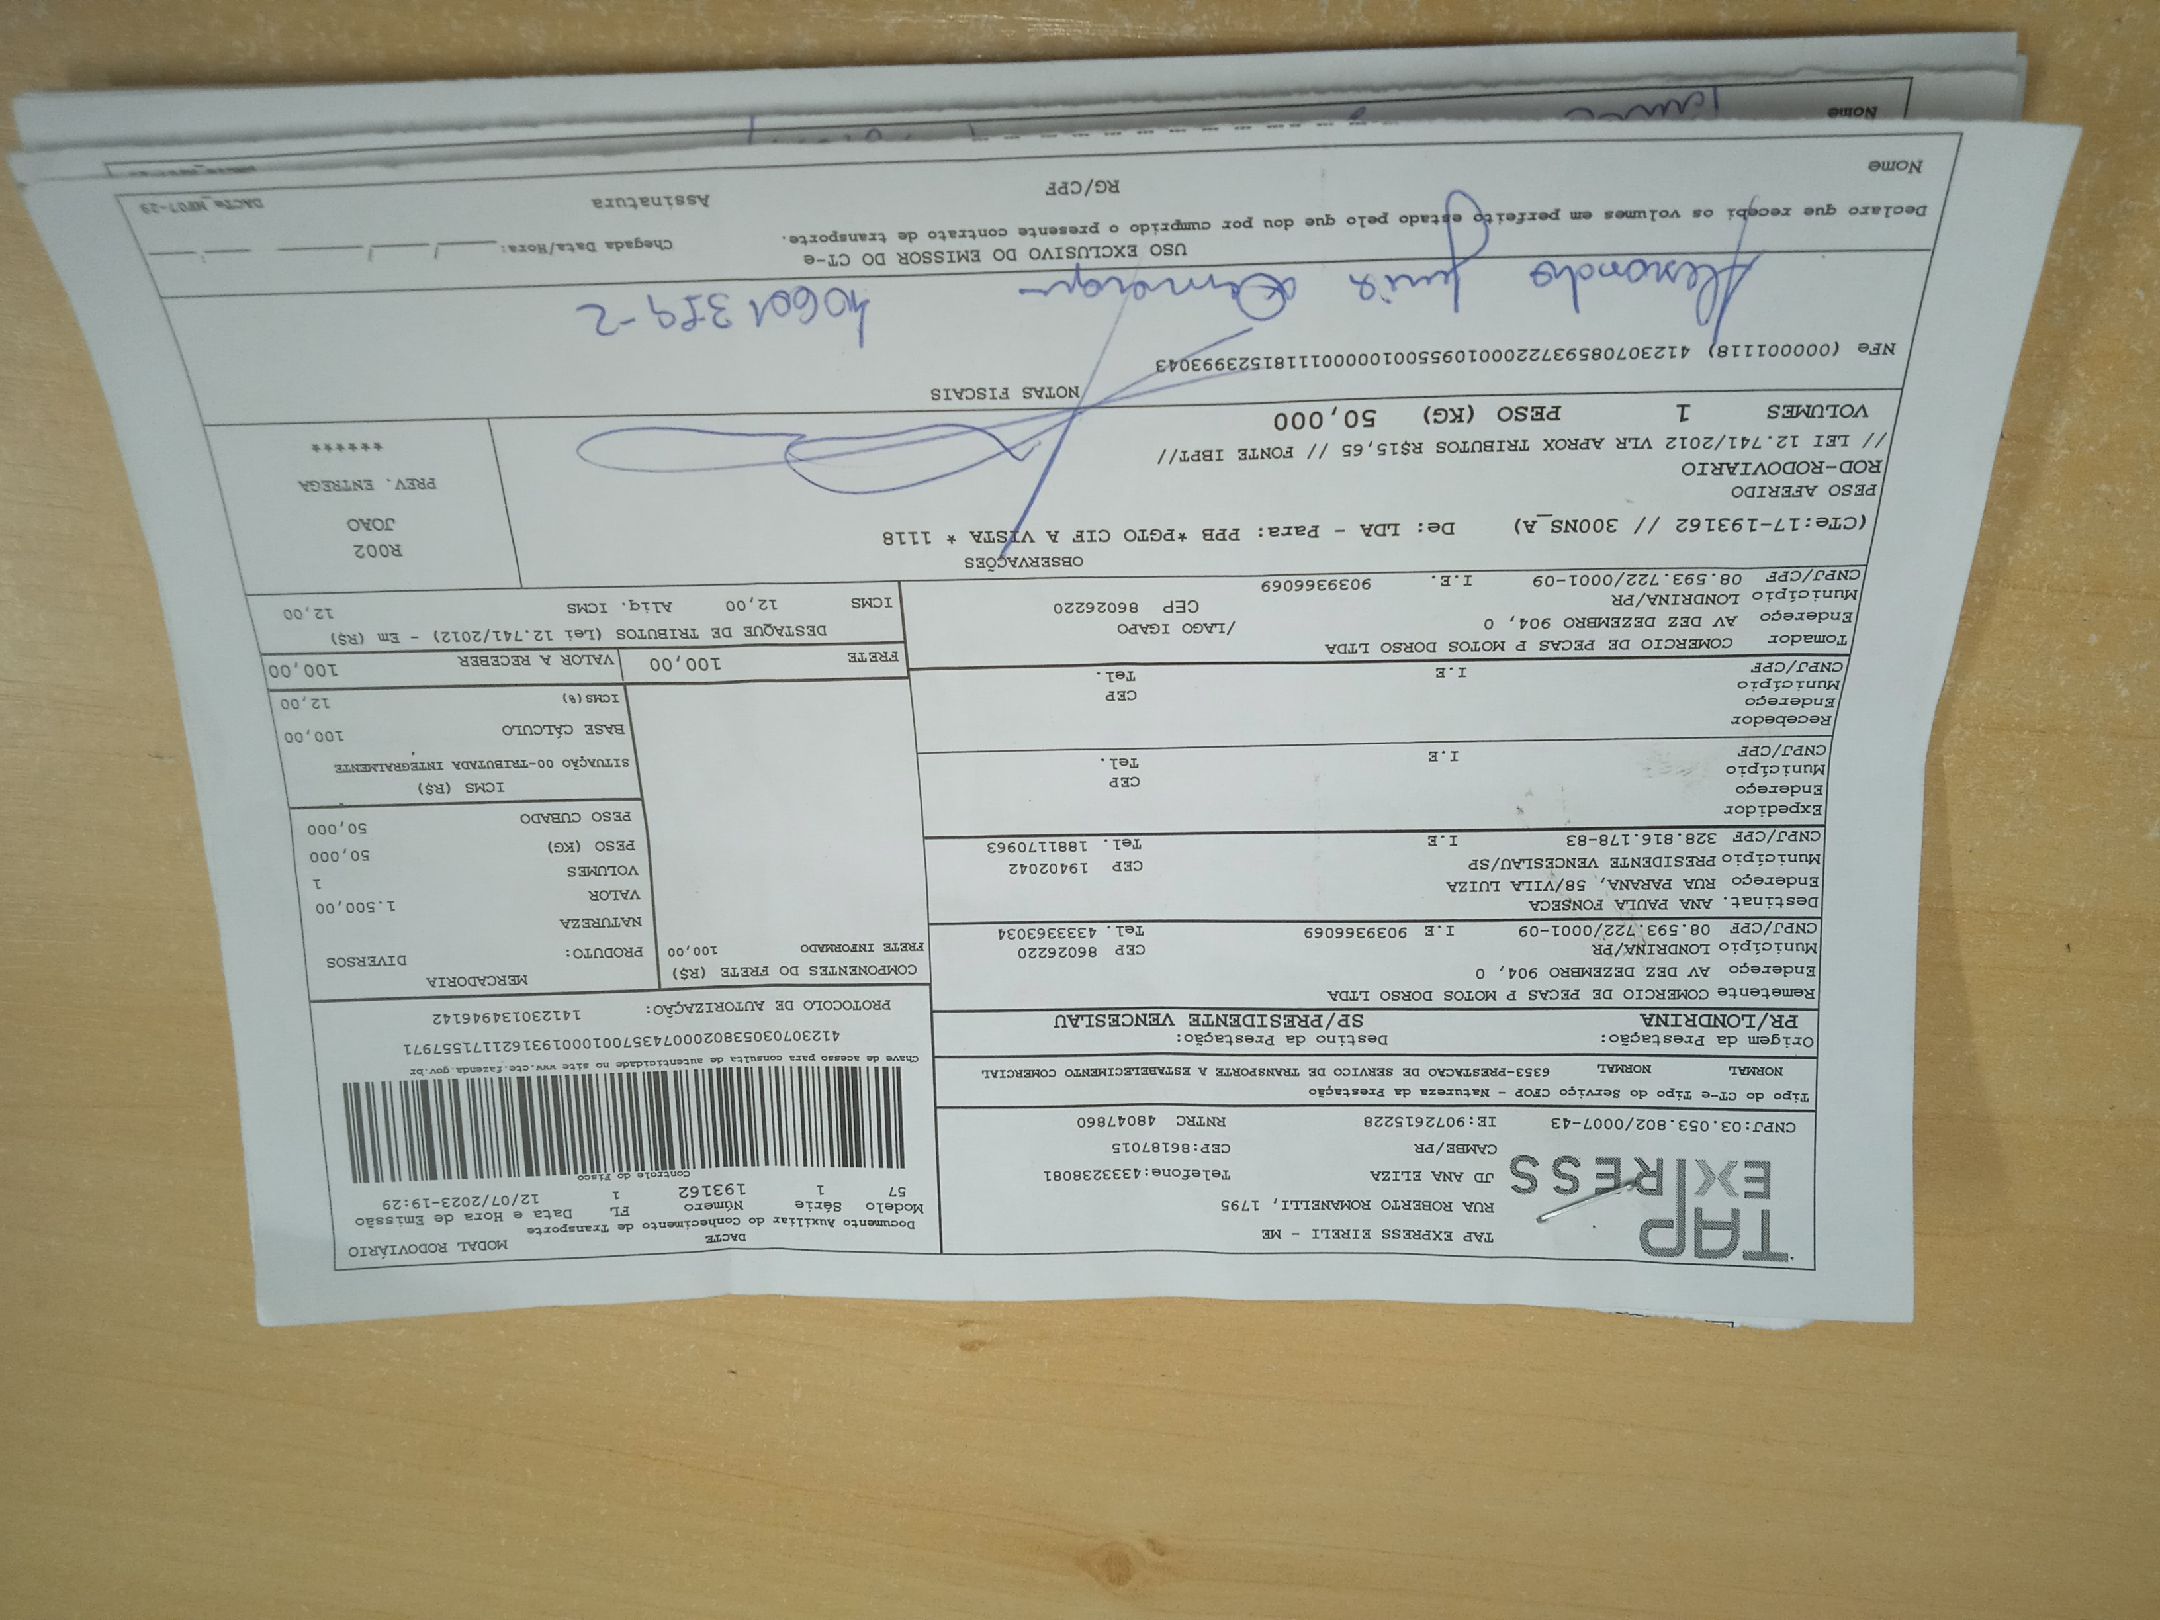 TAP
EXPRESS
TAP EXPRESS EIRELI - ME
RUA ROBERTO ROMANELLI, 1795
JD ANA ELIZA Telefone:4333238081
CAMBE/PR CEP:86187015
CNPJ:03.053.802/0007-43 IE:9072615228 RNTRC 48047860
DACTE MODAL RODOVIÁRIO
Documento Auxiliar do Conhecimento de Transporte
Modelo Série Número FL Data e Hora de Emissão
57 1 193162 1 12/07/2023-19:29
Controle do Fisco
Chave de acesso para consulta de autenticidade no site www.cte.fazenda.gov.br
41230703053802000743570010001931621171557971
PROTOCOLO DE AUTORIZAÇÃO: 141230134946142
Tipo do CT-e Tipo do Serviço CFOP - Natureza da Prestação
NORMAL NORMAL 6353-PRESTACAO DE SERVICO DE TRANSPORTE A ESTABELECIMENTO COMERCIAL
Origem da Prestação: Destino da Prestação:
PR/LONDRINA SP/PRESIDENTE VENCESLAU
Remetente COMERCIO DE PECAS P MOTOS DORSO LTDA
Endereço AV DEZ DEZEMBRO 904, 0
Município LONDRINA/PR CEP 86026220
CNPJ/CPF 08.593.722/0001-09 I.E 9039366069 Tel. 433363034
Destinat. ANA PAULA FONSECA
Endereço RUA PARANA, 58/VILA LUIZA
Município PRESIDENTE VENCESLAU/SP CEP 19402042
CNPJ/CPF 328.816.178-83 I.E Tel. 1881170963
Expedidor
Endereço
Município CEP
CNPJ/CPF I.E Tel.
Recebedor
Endereço
Município CEP
CNPJ/CPF I.E Tel.
Tomador COMERCIO DE PECAS P MOTOS DORSO LTDA
Endereço AV DEZ DEZEMBRO 904, 0 /LAGO IGAPO
Município LONDRINA/PR CEP 86026220
CNPJ/CPF 08.593.722/0001-09 I.E. 9039366069
COMPONENTES DO FRETE (R$)
FRETE INFORMADO 100,00
MERCADORIA
PRODUTO: DIVERSOS
NATUREZA
VALOR 1.500,00
VOLUMES 1
PESO (KG) 50,000
PESO CUBADO 50,000
ICMS (R$)
SITUAÇÃO 00-TRIBUTADA INTEGRALMENTE
BASE CÁLCULO 100,00
ICMS(%) 12,00
FRETE 100,00 VALOR A RECEBER 100,00
DESTAQUE DE TRIBUTOS (Lei 12.741/2012) - Em (R$)
ICMS 12,00 Aliq. ICMS 12,00
OBSERVAÇÕES
(CTe:17-193162 // 300NS_A) De: LDA - Para: PPB *PGTO CIF A VISTA * 1118
PESO AFERIDO
ROD-RODOVIARIO
// LEI 12.741/2012 VLR APROX TRIBUTOS R$15,65 // FONTE IBPT//
VOLUMES 1 PESO (KG) 50,000
R002
JOAO
PREV. ENTREGA
******
NOTAS FISCAIS
NFe (000001118) 41230708593722000109550010000011181523993043
USO EXCLUSIVO DO EMISSOR DO CT-e
Declaro que recebi os volumes em perfeito estado pelo que dou por cumprido o presente contrato de transporte.
Chegada Data/Hora: ____/____/____ ____:____
Nome RG/CPF Assinatura DACTe_MF07-29
Nome